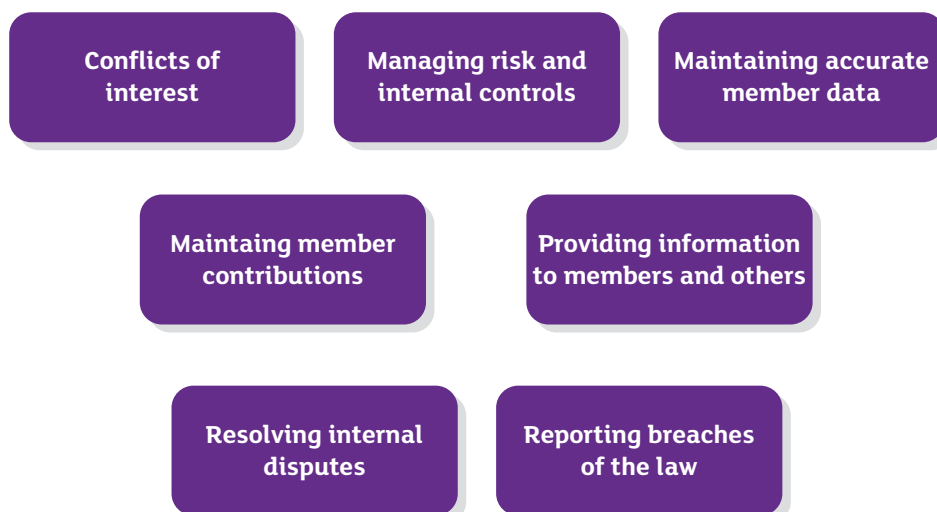 Conflicts of
interest
Managing risk and
internal controls
Maintaining accurate
member data
Maintaing member
contributions
Providing information
to members and others
Resolving internal
disputes
Reporting breaches
of the law